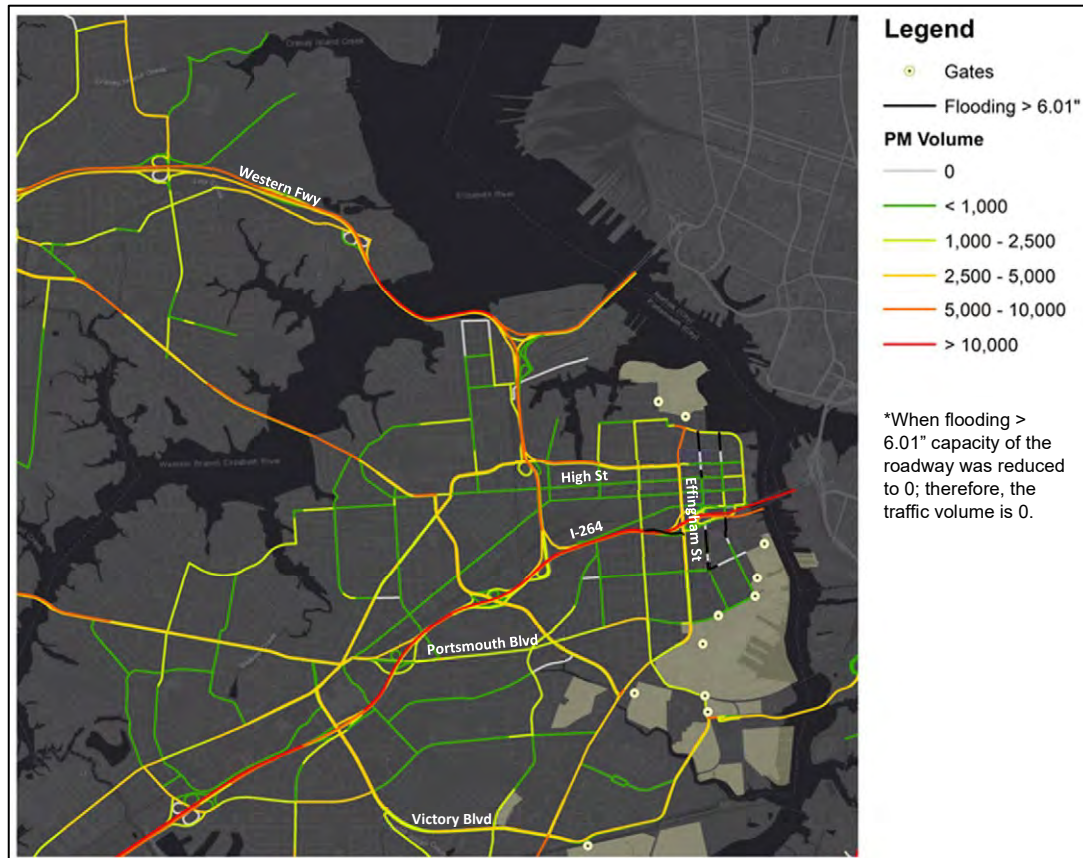 Legend
Gates
Flooding > 6.01"
PM Volume
0
< 1,000
1,000 - 2,500
2,500 - 5,000
5,000 - 10,000
> 10,000
*When flooding >
6.01" capacity of the
roadway was reduced
to 0; therefore, the
traffic volume is 0.
Western Fwy
Elizabeth River
High St
Effingham St
I-264
Portsmouth Blvd
Victory Blvd